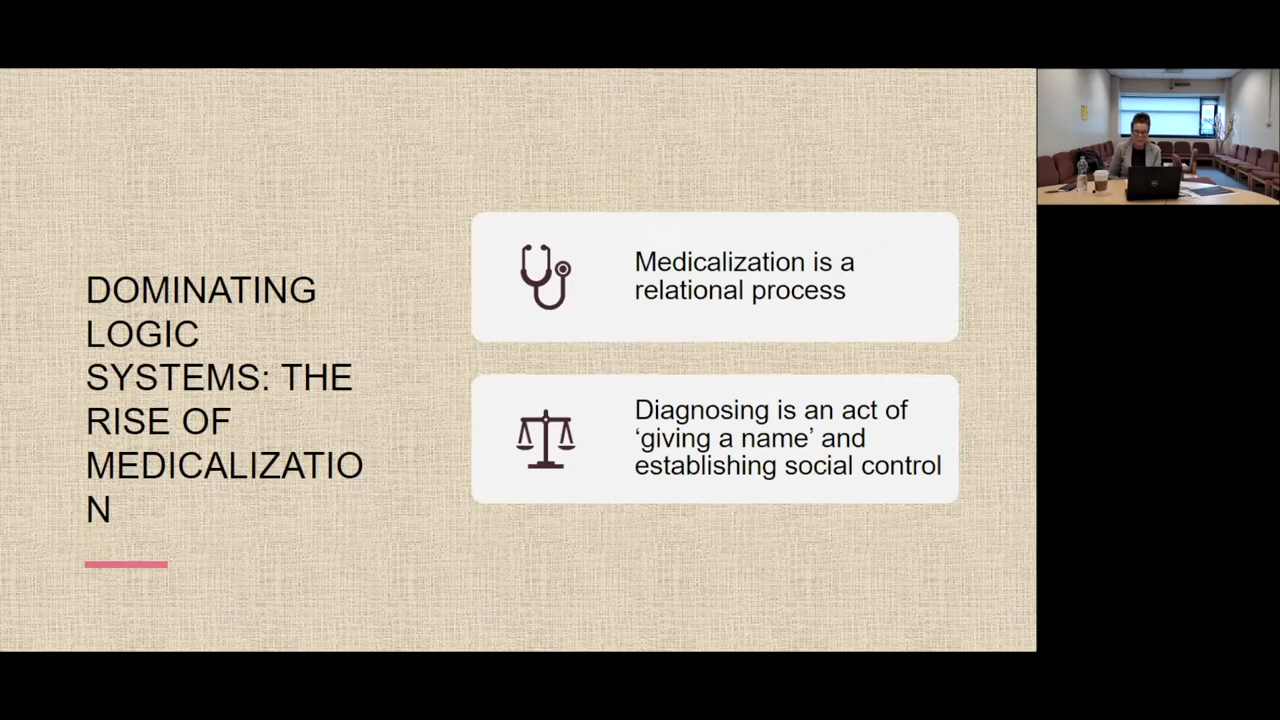 DOMINATING
LOGIC
SYSTEMS: THE
RISE OF
MEDICALIZATIO
N
Medicalization is a
relational process
Diagnosing is an act of
‘giving a name’ and
establishing social control